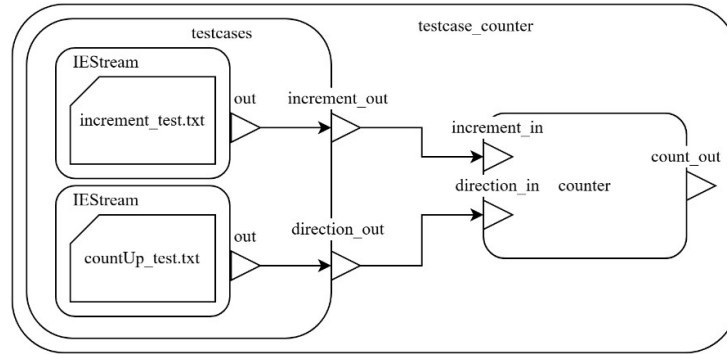 testcase_counter
testcases
IEStream
increment_test.txt
out
increment_out
increment_in
count_out
direction_in
counter
IEStream
countUp_test.txt
out
direction_out